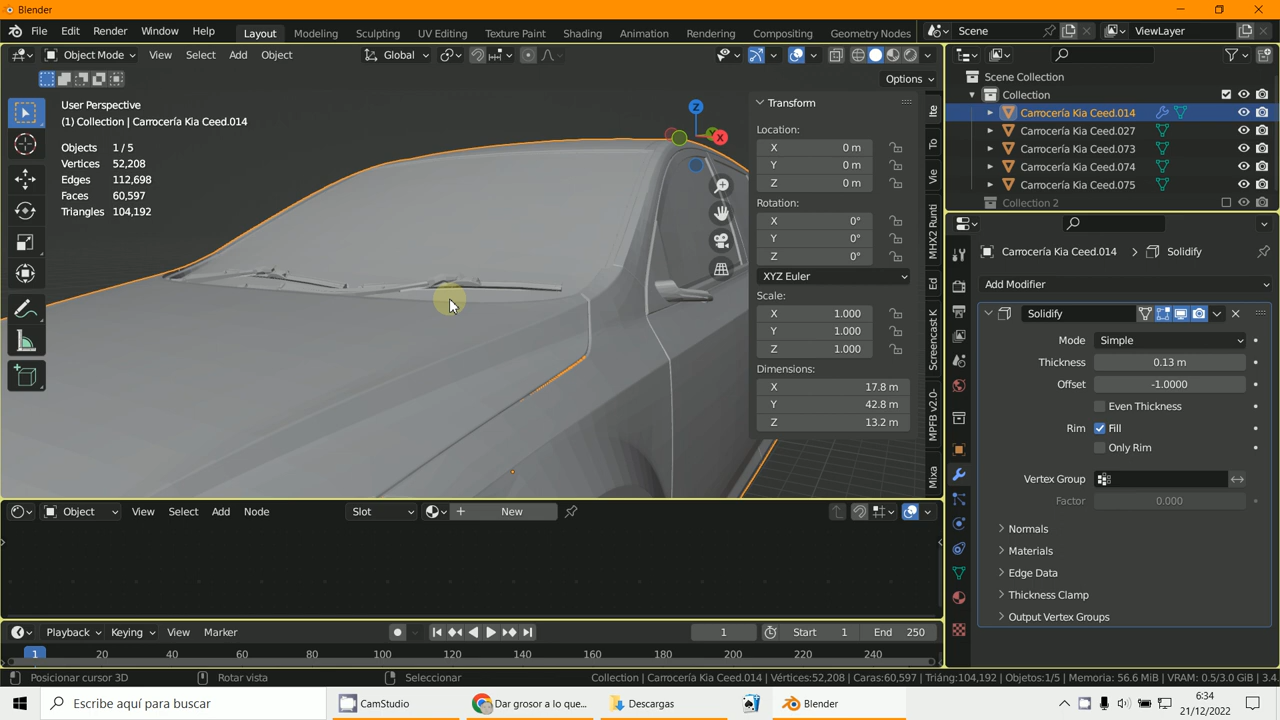 Blender
File Edit Render Window Help Layout Modeling Sculpting UV Editing Texture Paint Shading Animation Rendering Compositing Geometry Nodes Scene ViewLayer
Object Mode View Select Add Object Global
Options
User Perspective
(1) Collection | Carrocería Kia Ceed.014
Objects 1 / 5
Vertices 52,208
Edges 112,698
Faces 60,597
Triangles 104,192
Z
X
Transform
Location:
X 0 m
Y 0 m
Z 0 m
Rotation:
X 0°
Y 0°
Z 0°
XYZ Euler
Scale:
X 1.000
Y 1.000
Z 1.000
Dimensions:
X 17.8 m
Y 42.8 m
Z 13.2 m
Ite
To
Vie
MHX2 Runti
Ed
Screencast K
MPFB v2.0-
Mixa
Scene Collection
Collection
Carrocería Kia Ceed.014
Carrocería Kia Ceed.027
Carrocería Kia Ceed.073
Carrocería Kia Ceed.074
Carrocería Kia Ceed.075
Collection 2
Carrocería Kia Ceed.014 Solidify
Add Modifier
Solidify
Mode Simple
Thickness 0.13 m
Offset -1.0000
Even Thickness
Rim Fill
Only Rim
Vertex Group
Factor 0.000
Normals
Materials
Edge Data
Thickness Clamp
Output Vertex Groups
Object View Select Add Node Slot New
Playback Keying View Marker 1 Start 1 End 250
1 20 40 60 80 100 120 140 160 180 200 220 240
Posicionar cursor 3D Rotar vista Seleccionar Collection | Carrocería Kia Ceed.014 | Vértices:52,208 | Caras:60,597 | Triáng:104,192 | Objetos:1/5 | Memoria: 56.6 MiB | VRAM: 0.5/3.0 GiB | 3.4.
Escribe aquí para buscar CamStudio Dar grosor a lo que... Descargas Blender
6:34
21/12/2022